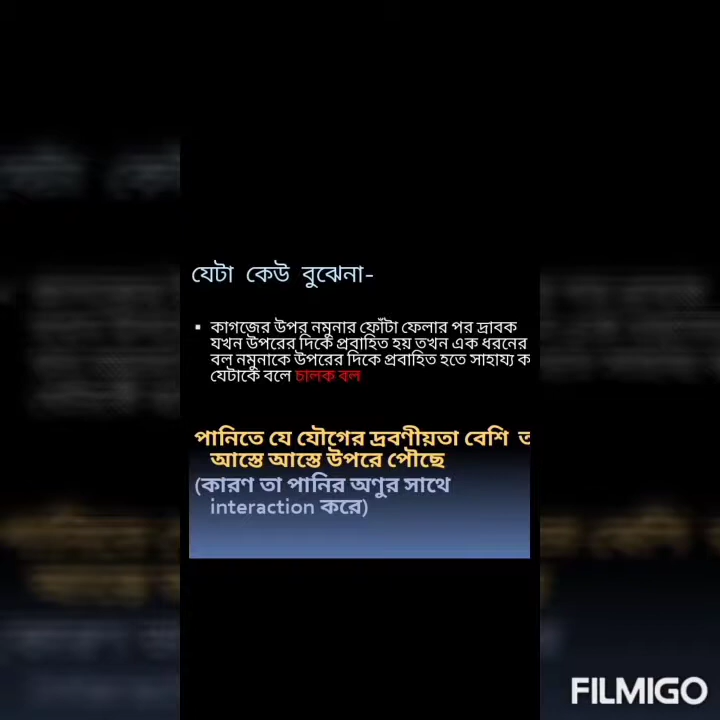 যেটা কেউ বুঝেনা-
▪ কাগজের উপর নমুনার ফোঁটা ফেলার পর দ্রাবক
যখন উপরের দিকে প্রবাহিত হয় তখন এক ধরনের
বল নমুনাকে উপরের দিকে প্রবাহিত হতে সাহায্য ক
যেটাকে বলে চালক বল
পানিতে যে যৌগের দ্রবণীয়তা বেশি ত
আস্তে আস্তে উপরে পৌছে
(কারণ তা পানির অণুর সাথে
interaction করে)
FILMIGO